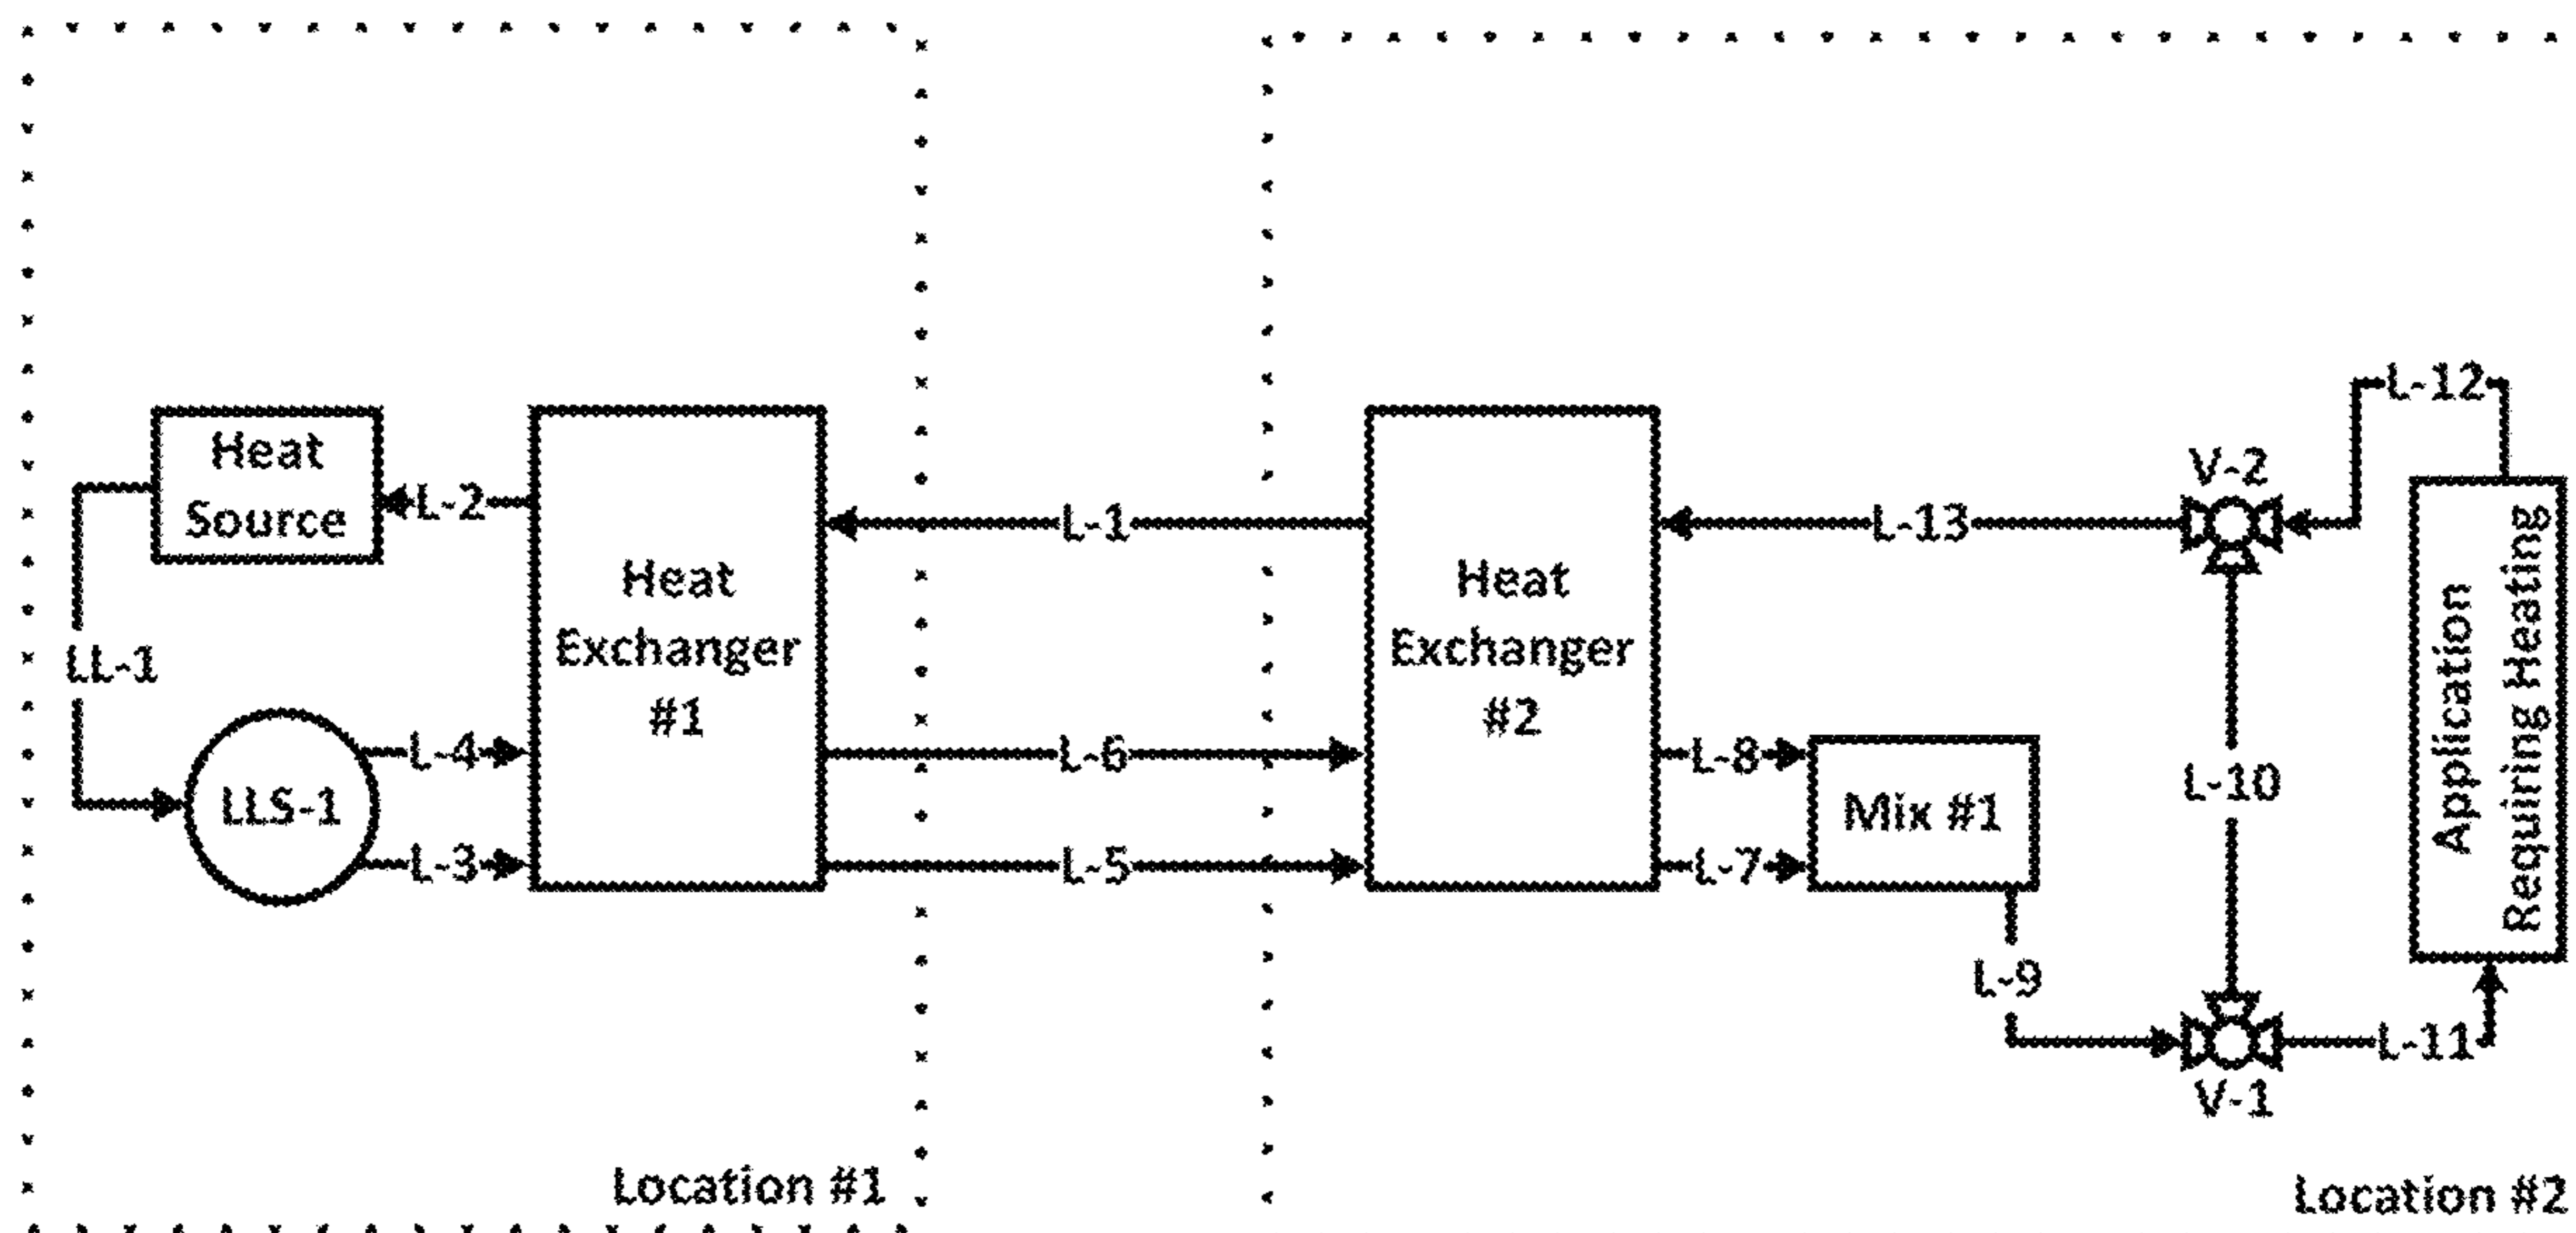 L-12
Heat
Source
L-2
V-2
L-1
L-13
Heat
Exchanger
#1
Heat
Exchanger
#2
Application
Requiring Heating
LL-1
L-4
L-6
L-8
LLS-1
Mix #1
L-10
L-3
L-5
L-7
L-9
L-11
V-1
Location #1
Location #2